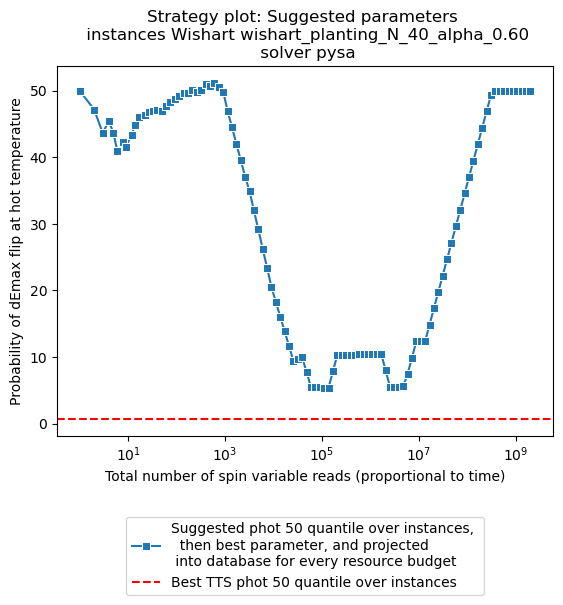 Strategy plot: Suggested parameters
instances Wishart wishart_planting_N_40_alpha_0.60
solver pysa
Probability of dEmax flip at hot temperature
50
40
30
20
10
0
10^1
10^3
10^5
10^7
10^9
Total number of spin variable reads (proportional to time)
Suggested phot 50 quantile over instances,
then best parameter, and projected
into database for every resource budget
Best TTS phot 50 quantile over instances